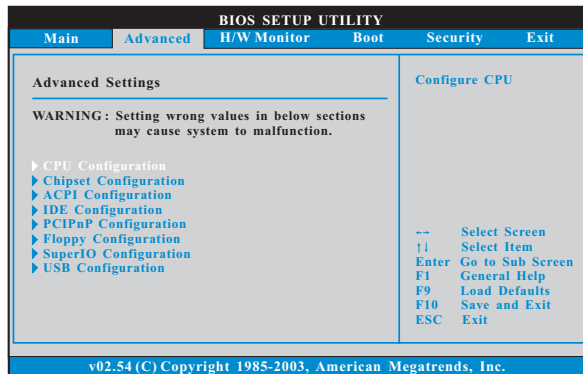 BIOS SETUP UTILITY
Main Advanced H/W Monitor Boot Security Exit
Advanced Settings
WARNING : Setting wrong values in below sections
may cause system to malfunction.
CPU Configuration
Chipset Configuration
ACPI Configuration
IDE Configuration
PCIPnP Configuration
Floppy Configuration
SuperIO Configuration
USB Configuration
Configure CPU
←→ Select Screen
↑↓ Select Item
Enter Go to Sub Screen
F1 General Help
F9 Load Defaults
F10 Save and Exit
ESC Exit
v02.54 (C) Copyright 1985-2003, American Megatrends, Inc.